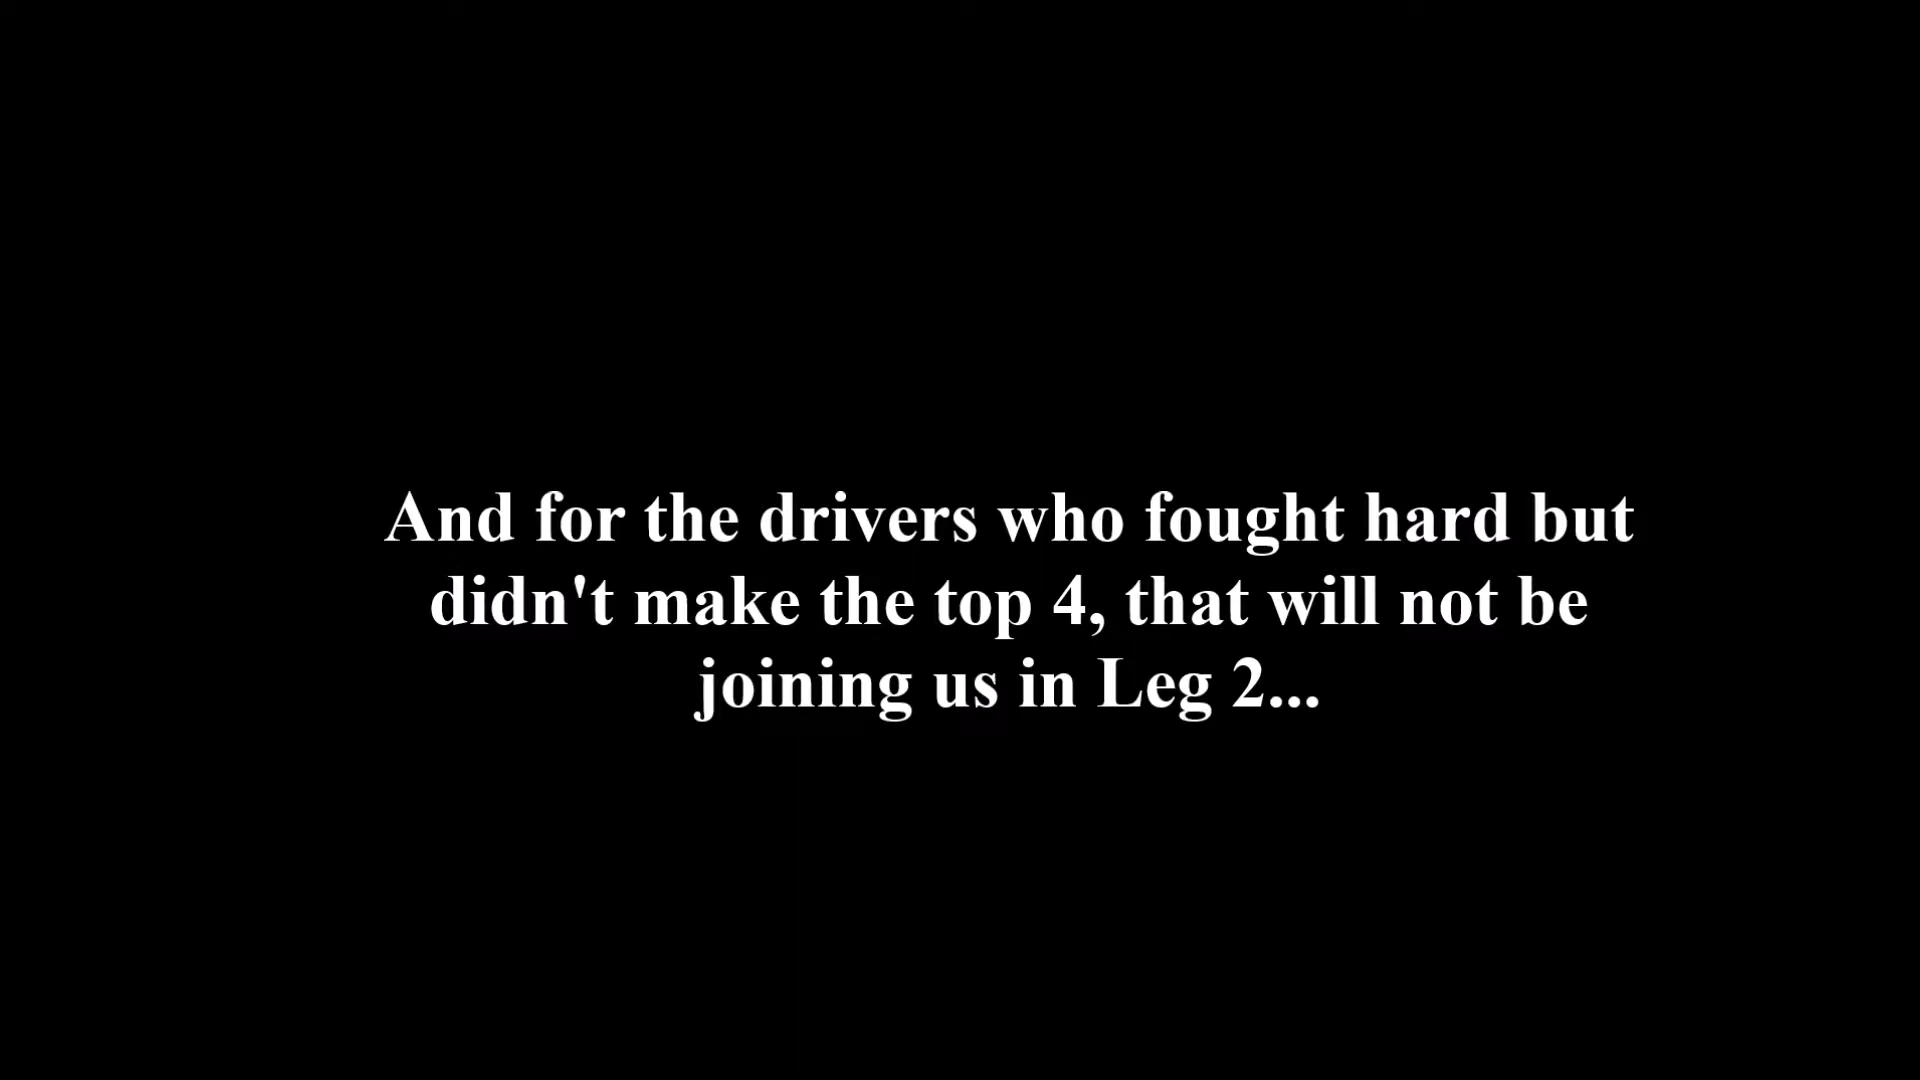 And for the drivers who fought hard but
didn't make the top 4, that will not be
joining us in Leg 2...